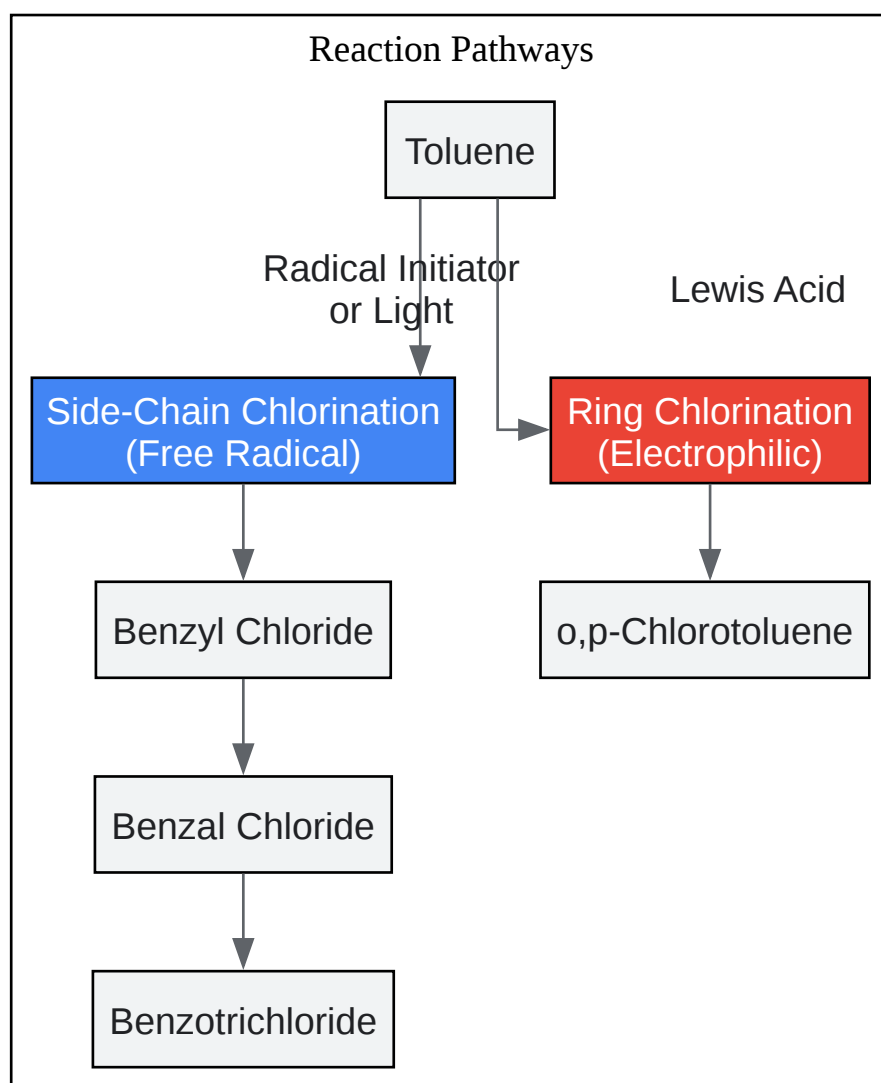 Reaction Pathways
Toluene
Radical Initiator
or Light
Lewis Acid
Side-Chain Chlorination
(Free Radical)
Ring Chlorination
(Electrophilic)
Benzyl Chloride
o,p-Chlorotoluene
Benzal Chloride
Benzotrichloride